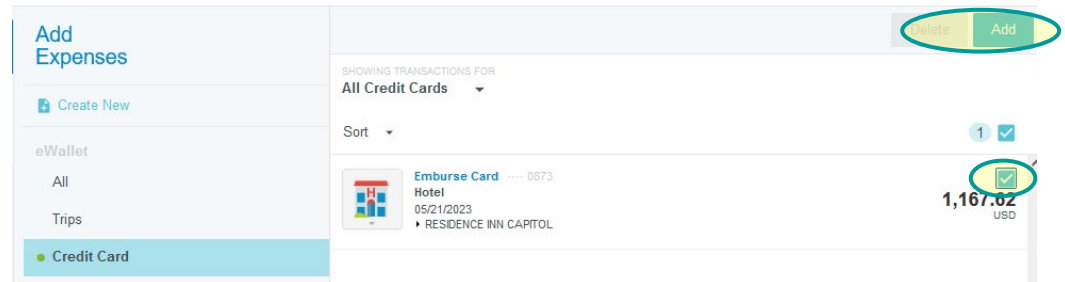 Add
Expenses
Create New
eWallet
All
Trips
Credit Card
Delete Add
SHOWING TRANSACTIONS FOR
All Credit Cards
Sort
1
Emburse Card ···· 0873
Hotel
05/21/2023
RESIDENCE INN CAPITOL
1,167.62
USD
H